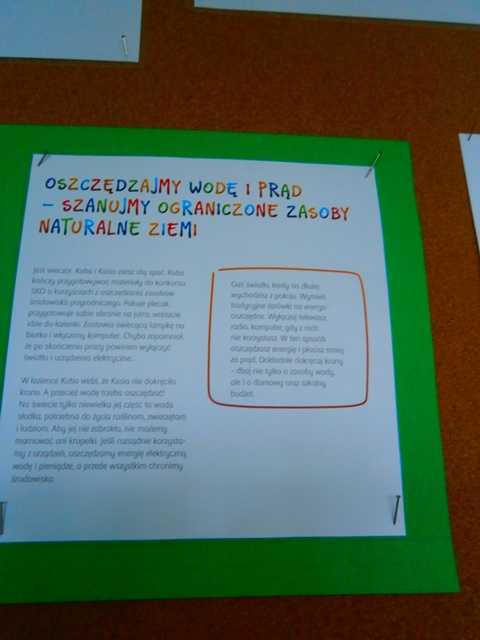 OSZCZĘDZAJMY WODĘ I PRĄD
– SZANUJMY OGRANICZONE ZASOBY
NATURALNE ZIEMI
Jest wieczór. Kuba i Kasia zaraz idą spać. Kuba
kończy przygotowywać materiały do konkursu
SKO o korzyściach z oszczędzania zasobów
środowiska przyrodniczego. Pakuje plecak,
przygotowuje sobie ubranie na jutro, wreszcie
idzie do łazienki. Zostawia świecącą lampkę na
biurku i włączony komputer. Chyba zapomniał,
że po skończeniu pracy powinien wyłączyć
światło i urządzenia elektryczne.
W łazience Kuba widzi, że Kasia nie dokręciła
kranu. A przecież wodę trzeba oszczędzać!
Na świecie tylko niewielka jej część to woda
słodka, potrzebna do życia roślinom, zwierzętom
i ludziom. Aby jej nie zabrakło, nie możemy
marnować ani kropelki. Jeśli rozsądnie korzysta-
my z urządzeń, oszczędzamy energię elektryczną,
wodę i pieniądze, a przede wszystkim chronimy
środowisko.
Gaś światło, kiedy na dłużej
wychodzisz z pokoju. Wymień
tradycyjne żarówki na energo-
oszczędne. Wyłączaj telewizor,
radio, komputer, gdy z nich
nie korzystasz. W ten sposób
oszczędzasz energię i płacisz mniej
za prąd. Dokładnie dokręcaj krany
– dbaj nie tylko o zasoby wody,
ale i o domowy oraz szkolny
budżet.